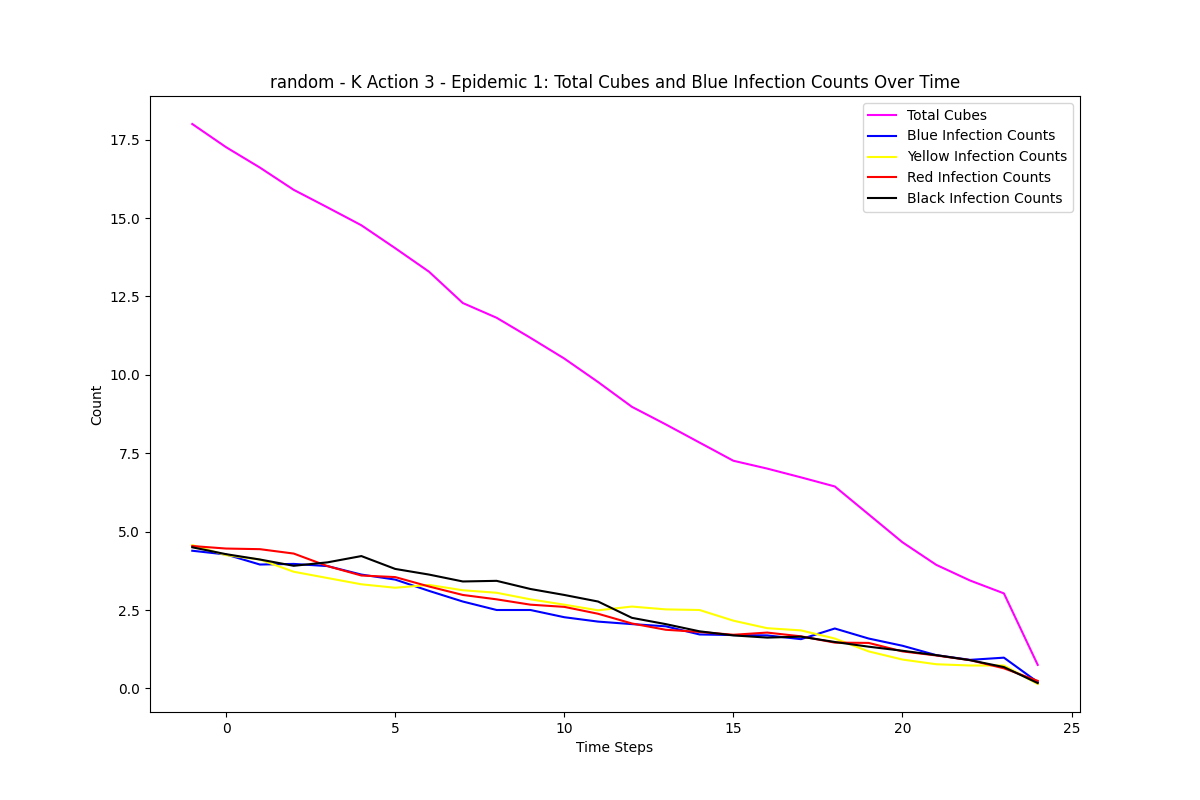 random - K Action 3 - Epidemic 1: Total Cubes and Blue Infection Counts Over Time
Total Cubes
Blue Infection Counts
Yellow Infection Counts
Red Infection Counts
Black Infection Counts
17.5
15.0
12.5
10.0
7.5
5.0
2.5
0.0
Count
0 5 10 15 20 25
Time Steps